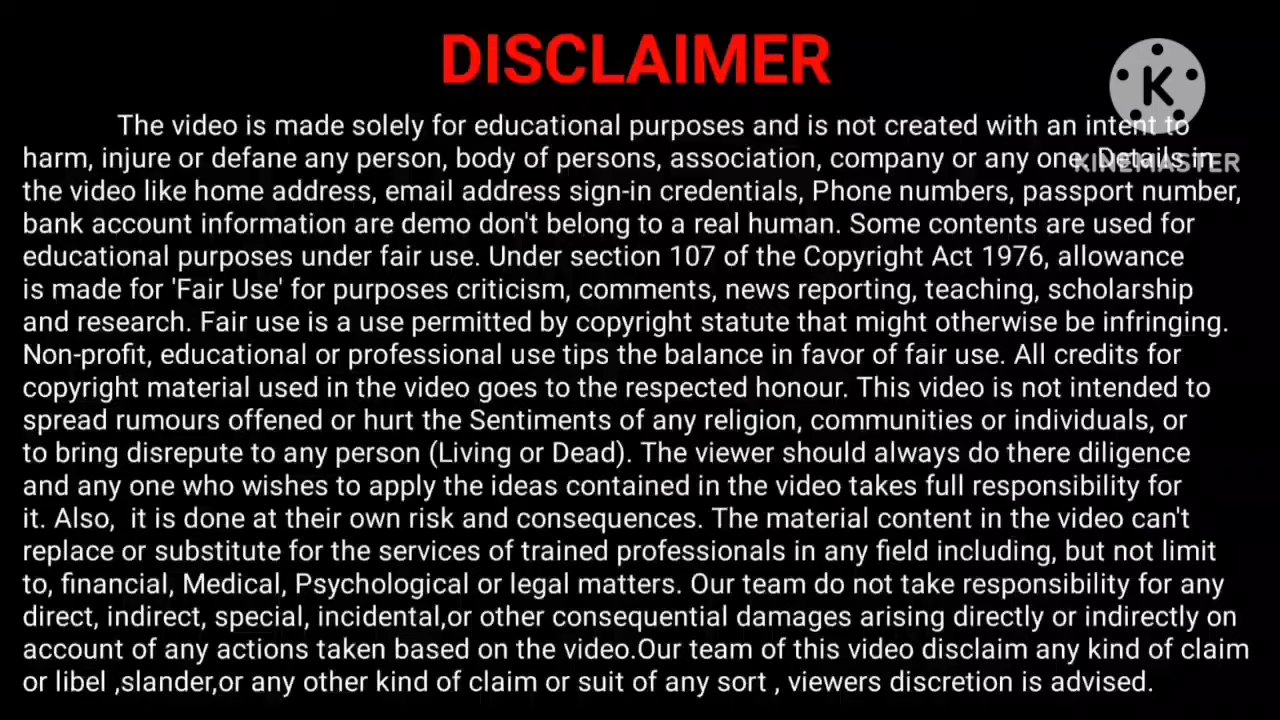 DISCLAIMER
K
KINEMASTER
The video is made solely for educational purposes and is not created with an intent to
harm, injure or defane any person, body of persons, association, company or any one. Details in
the video like home address, email address sign-in credentials, Phone numbers, passport number,
bank account information are demo don't belong to a real human. Some contents are used for
educational purposes under fair use. Under section 107 of the Copyright Act 1976, allowance
is made for 'Fair Use' for purposes criticism, comments, news reporting, teaching, scholarship
and research. Fair use is a use permitted by copyright statute that might otherwise be infringing.
Non-profit, educational or professional use tips the balance in favor of fair use. All credits for
copyright material used in the video goes to the respected honour. This video is not intended to
spread rumours offened or hurt the Sentiments of any religion, communities or individuals, or
to bring disrepute to any person (Living or Dead). The viewer should always do there diligence
and any one who wishes to apply the ideas contained in the video takes full responsibility for
it. Also,  it is done at their own risk and consequences. The material content in the video can't
replace or substitute for the services of trained professionals in any field including, but not limit
to, financial, Medical, Psychological or legal matters. Our team do not take responsibility for any
direct, indirect, special, incidental,or other consequential damages arising directly or indirectly on
account of any actions taken based on the video.Our team of this video disclaim any kind of claim
or libel ,slander,or any other kind of claim or suit of any sort , viewers discretion is advised.